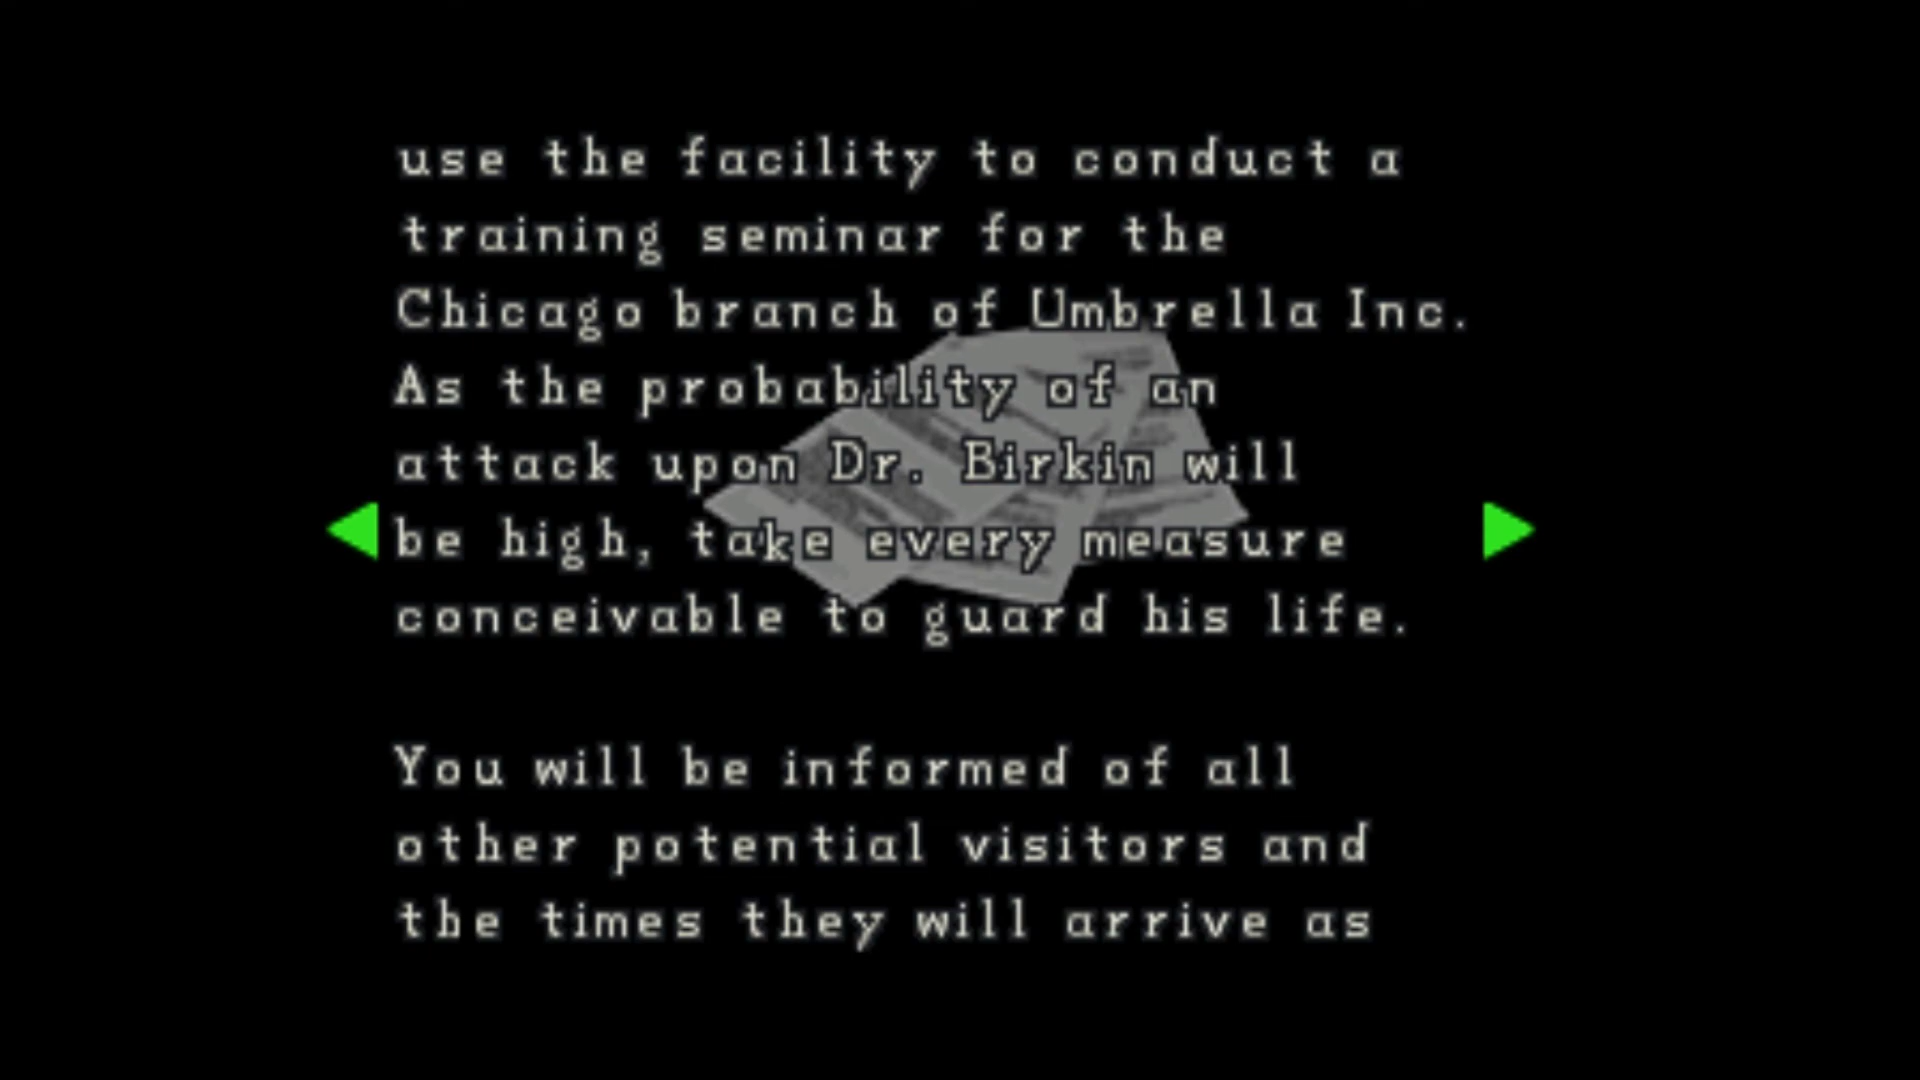 use the facility to conduct a
training seminar for the
Chicago branch of Umbrella Inc.
As the probability of an
attack upon Dr. Birkin will
be high, take every measure
conceivable to guard his life.
You will be informed of all
other potential visitors and
the times they will arrive as